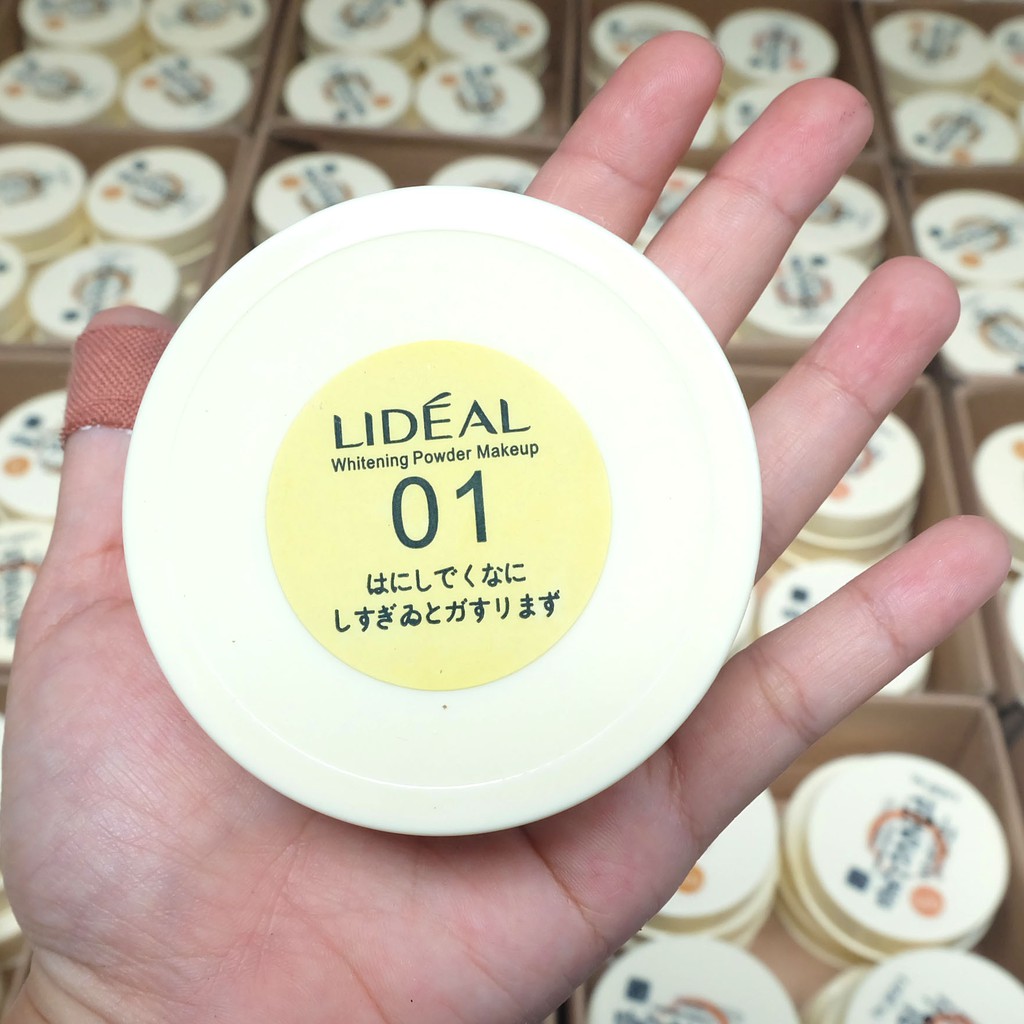 LIDÉAL
Whitening Powder Makeup
01
はにしでくなに
しすぎゐとガすリまず